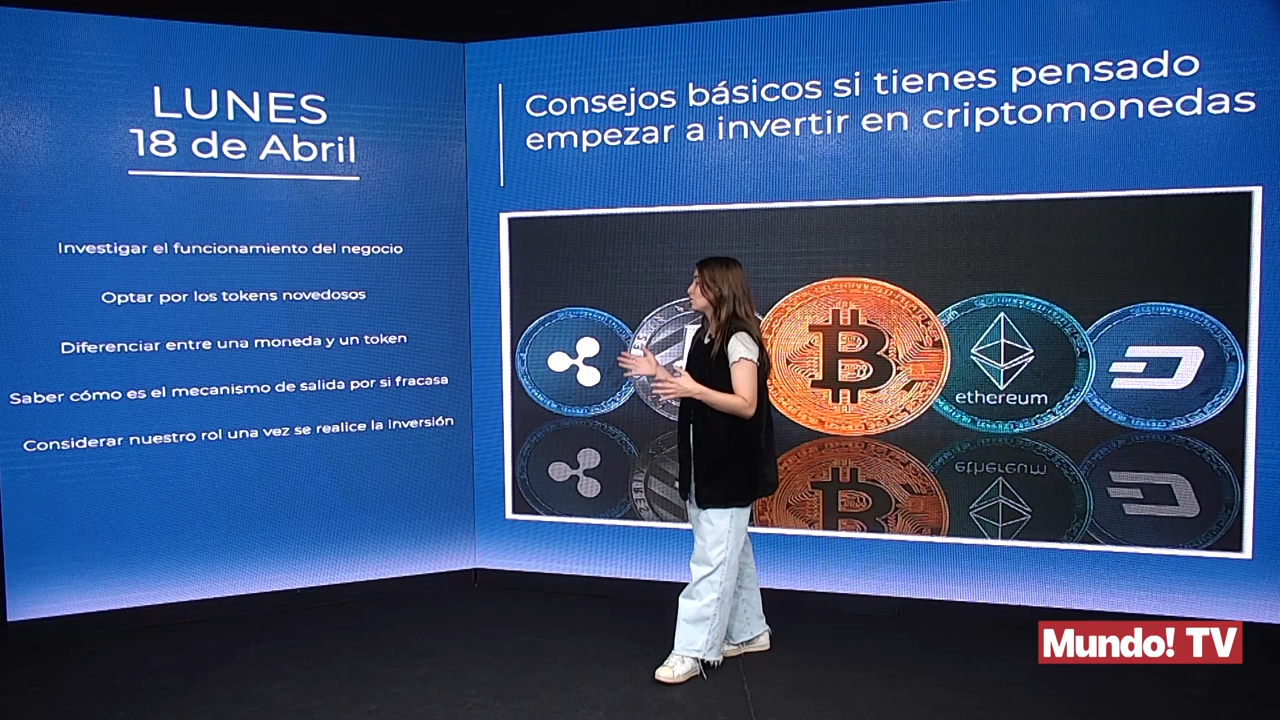 LUNES
18 de Abril
Investigar el funcionamiento del negocio
Optar por los tokens novedosos
Diferenciar entre una moneda y un token
Saber cómo es el mecanismo de salida por si fracasa
Considerar nuestro rol una vez se realice la inversión
Consejos básicos si tienes pensado
empezar a invertir en criptomonedas
ethereum
ethereum
Mundo! TV